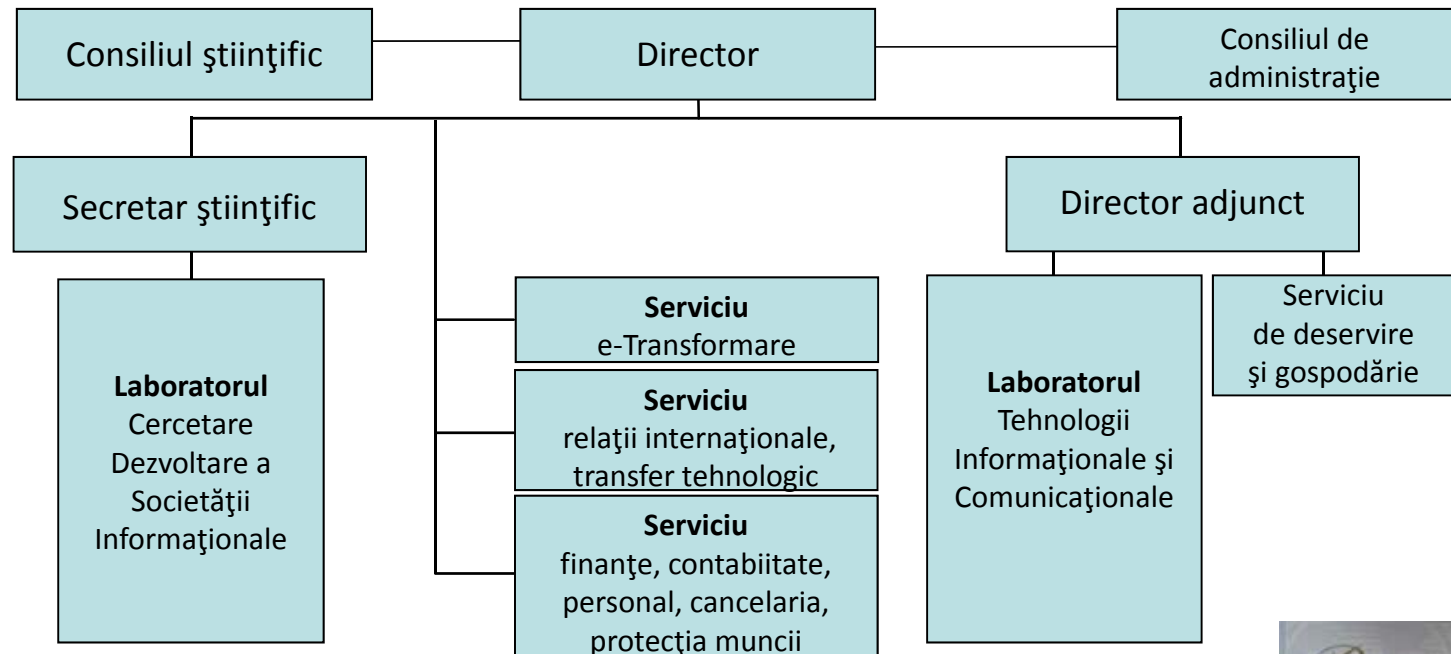 Consiliul ştiinţific
Director
Consiliul de
administraţie
Secretar ştiinţific
Director adjunct
Laboratorul
Cercetare
Dezvoltare a
Societăţii
Informaţionale
Serviciu
e-Transformare
Serviciu
relaţii internaţionale,
transfer tehnologic
Serviciu
finanţe, contabiitate,
personal, cancelaria,
protecţia muncii
Laboratorul
Tehnologii
Informaţionale şi
Comunicaţionale
Serviciu
de deservire
şi gospodărie